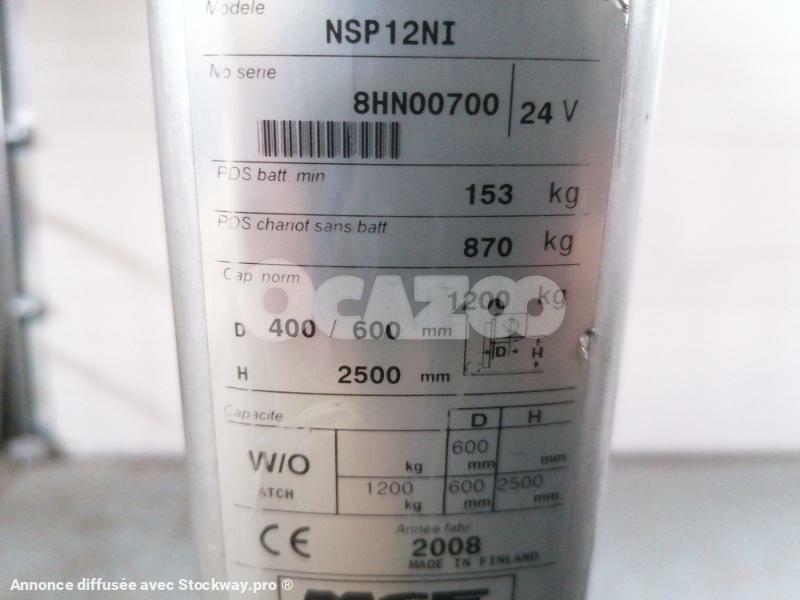 Modele
NSP12NI
No serie
8HN00700 24 V
PDS batt. min
153 kg
PDS chariot sans batt
870 kg
Cap norm
1200 kg
OCAZOO
D 400 / 600 mm
D H
H 2500 mm
Capacite D H
W/O kg 600 mm mm
ATCH 1200 kg 600 mm 2500 mm
CE Annee fabr.
2008
MADE IN FINLAND
Annonce diffusée avec Stockway.pro ®